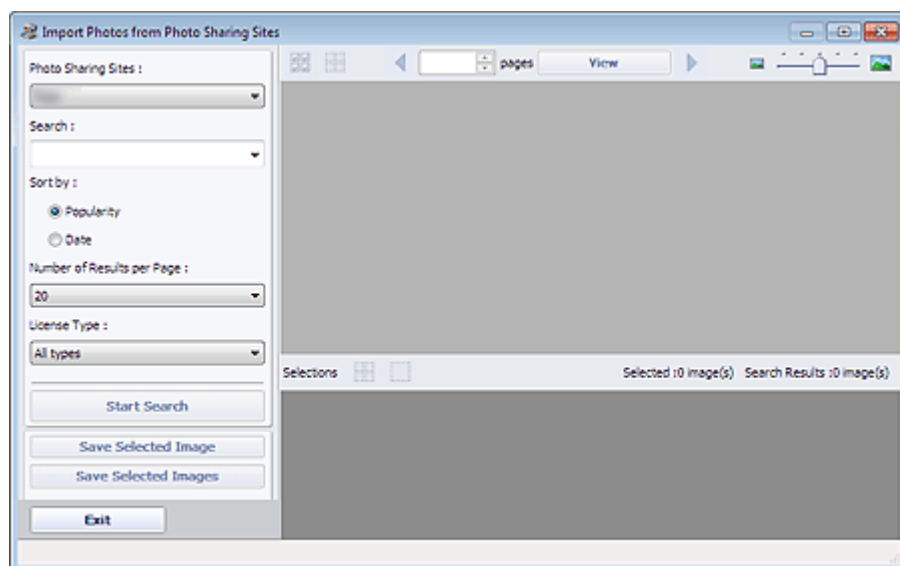 Import Photos from Photo Sharing Sites
Photo Sharing Sites :
Search :
Sort by :
Popularity
Date
Number of Results per Page :
20
License Type :
All types
Start Search
Save Selected Image
Save Selected Images
Exit
pages
View
Selections
Selected :0 image(s) Search Results :0 image(s)